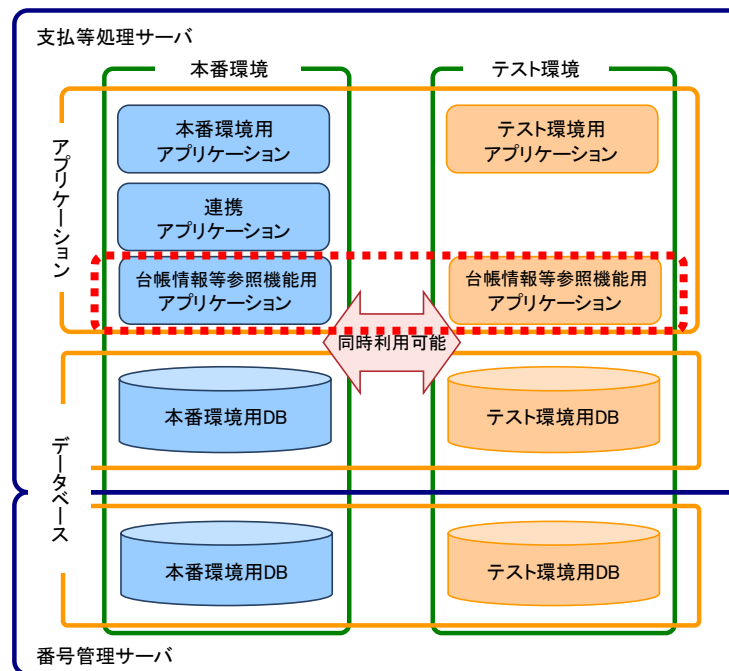 支払等処理サーバ
本番環境
テスト環境
アプリケーション
本番環境用
アプリケーション
テスト環境用
アプリケーション
連携
アプリケーション
台帳情報等参照機能用
アプリケーション
台帳情報等参照機能用
アプリケーション
同時利用可能
データベース
本番環境用DB
テスト環境用DB
本番環境用DB
テスト環境用DB
番号管理サーバ